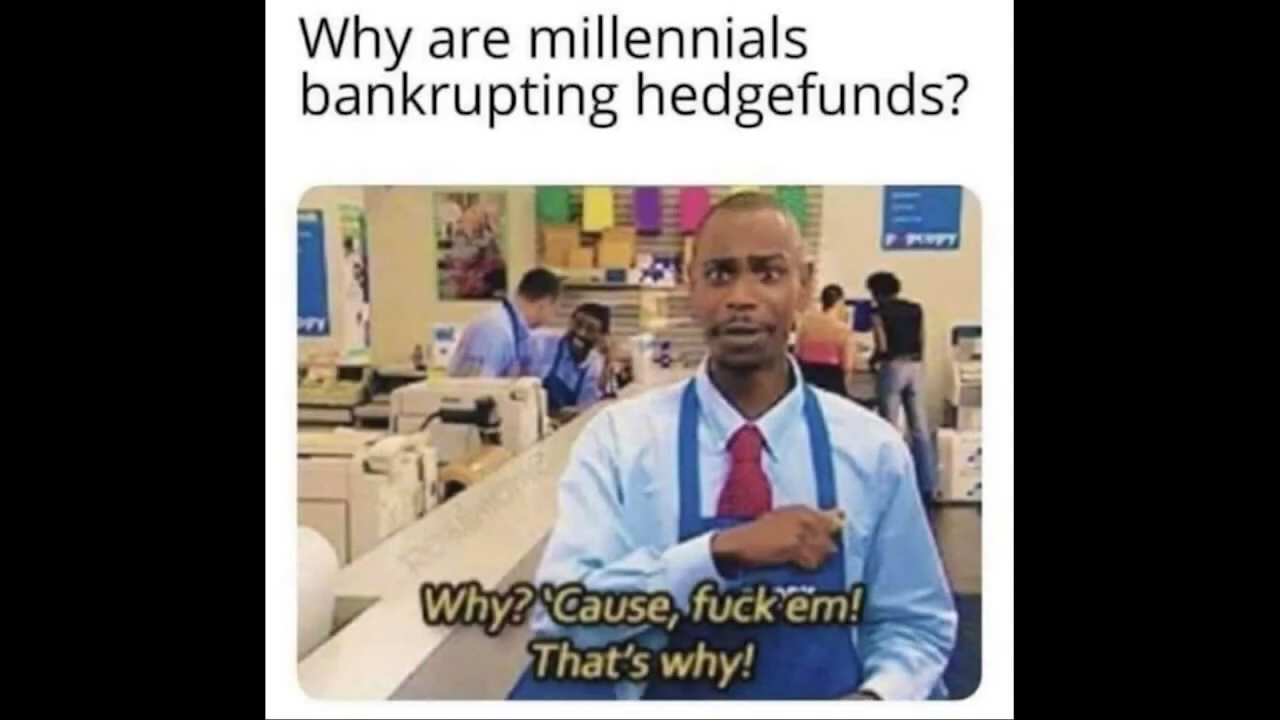 Why are millennials
bankrupting hedgefunds?
Why? 'Cause, fuck'em!
That's why!